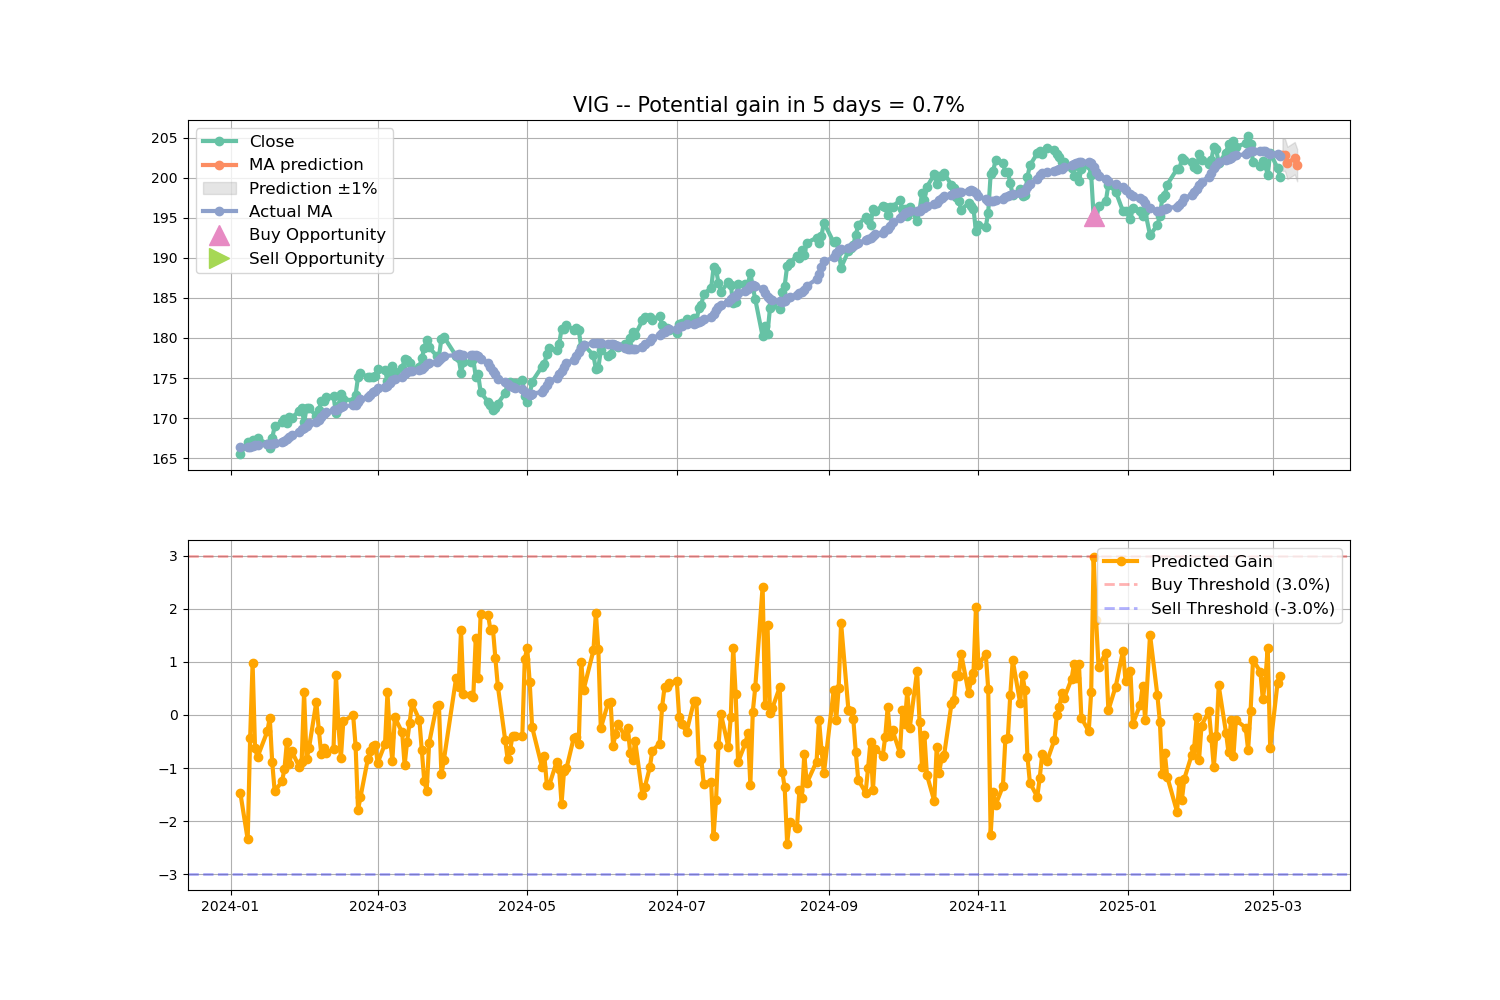 VIG -- Potential gain in 5 days = 0.7%
205
200
195
190
185
180
175
170
165
Close
MA prediction
Prediction ±1%
Actual MA
Buy Opportunity
Sell Opportunity
3
2
1
0
−1
−2
−3
Predicted Gain
Buy Threshold (3.0%)
Sell Threshold (-3.0%)
2024-01 2024-03 2024-05 2024-07 2024-09 2024-11 2025-01 2025-03